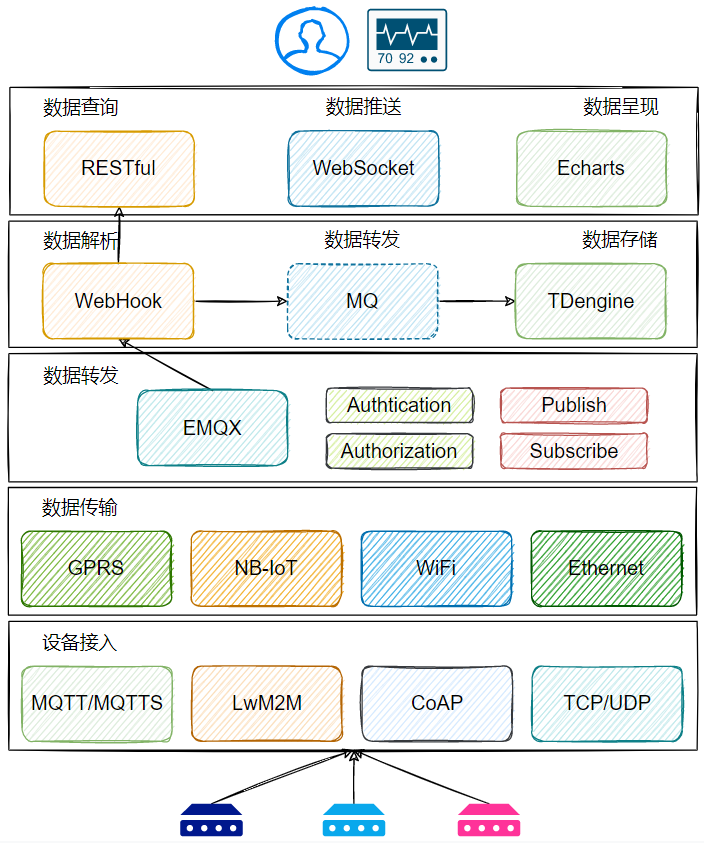 70 92
数据查询 数据推送 数据呈现
RESTful WebSocket Echarts
数据解析 数据转发 数据存储
WebHook MQ TDengine
数据转发
EMQX
Authtication Publish
Authorization Subscribe
数据传输
GPRS NB-IoT WiFi Ethernet
设备接入
MQTT/MQTTS LwM2M CoAP TCP/UDP